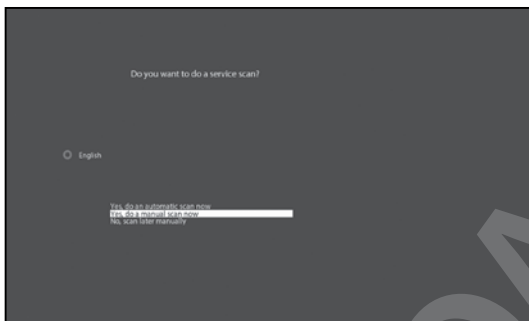 Do you want to do a service scan?
English
Yes, do an automatic scan now
Yes, do a manual scan now
No, scan later manually